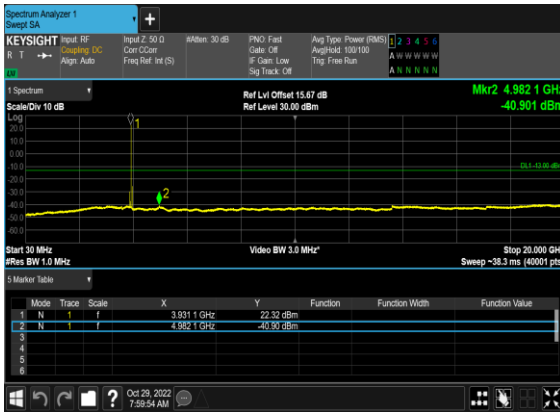 Spectrum Analyzer 1
Swept SA
+
KEYSIGHT
R T
Input: RF
Coupling: DC
Align: Auto
Input Z: 50 Ω
Corr CCorr
Freq Ref: Int (S)
#Atten: 30 dB
PNO: Fast
Gate: Off
IF Gain: Low
Sig Track: Off
Avg Type: Power (RMS)
Avg|Hold: 100/100
Trig: Free Run
1 2 3 4 5 6
A W W W W W
A N N N N N
1 Spectrum
Scale/Div 10 dB
Ref Lvl Offset 15.67 dB
Ref Level 30.00 dBm
Mkr2 4.982 1 GHz
-40.901 dBm
Log
20.0
10.0
0.00
-10.0
-20.0
-30.0
-40.0
-50.0
-60.0
1
2
DL1 -13.00 dBm
Start 30 MHz
#Res BW 1.0 MHz
Video BW 3.0 MHz*
Stop 20.000 GHz
Sweep ~38.3 ms (40001 pts)
5 Marker Table
Mode Trace Scale X Y Function Function Width Function Value
1 N 1 f 3.931 1 GHz 22.32 dBm
2 N 1 f 4.982 1 GHz -40.90 dBm
3
4
5
6
?
Oct 29, 2022
7:59:54 AM